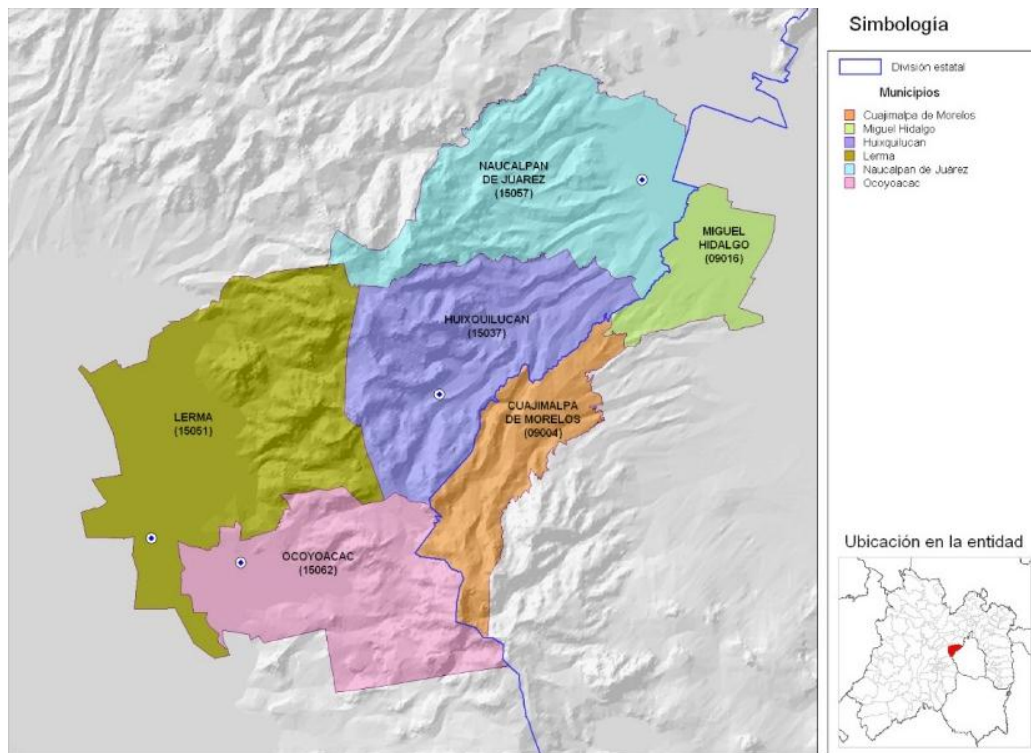 NAUCALPAN
DE JUAREZ
(15057)
MIGUEL
HIDALGO
(09016)
HUIXQUILUCAN
(15037)
CUAJIMALPA
DE MORELOS
(09004)
LERMA
(15051)
OCOYOACAC
(15062)
Simbología
División estatal
Municipios
Cuajimalpa de Morelos
Miguel Hidalgo
Huixquilucan
Lerma
Naucalpan de Juárez
Ocoyoacac
Ubicación en la entidad